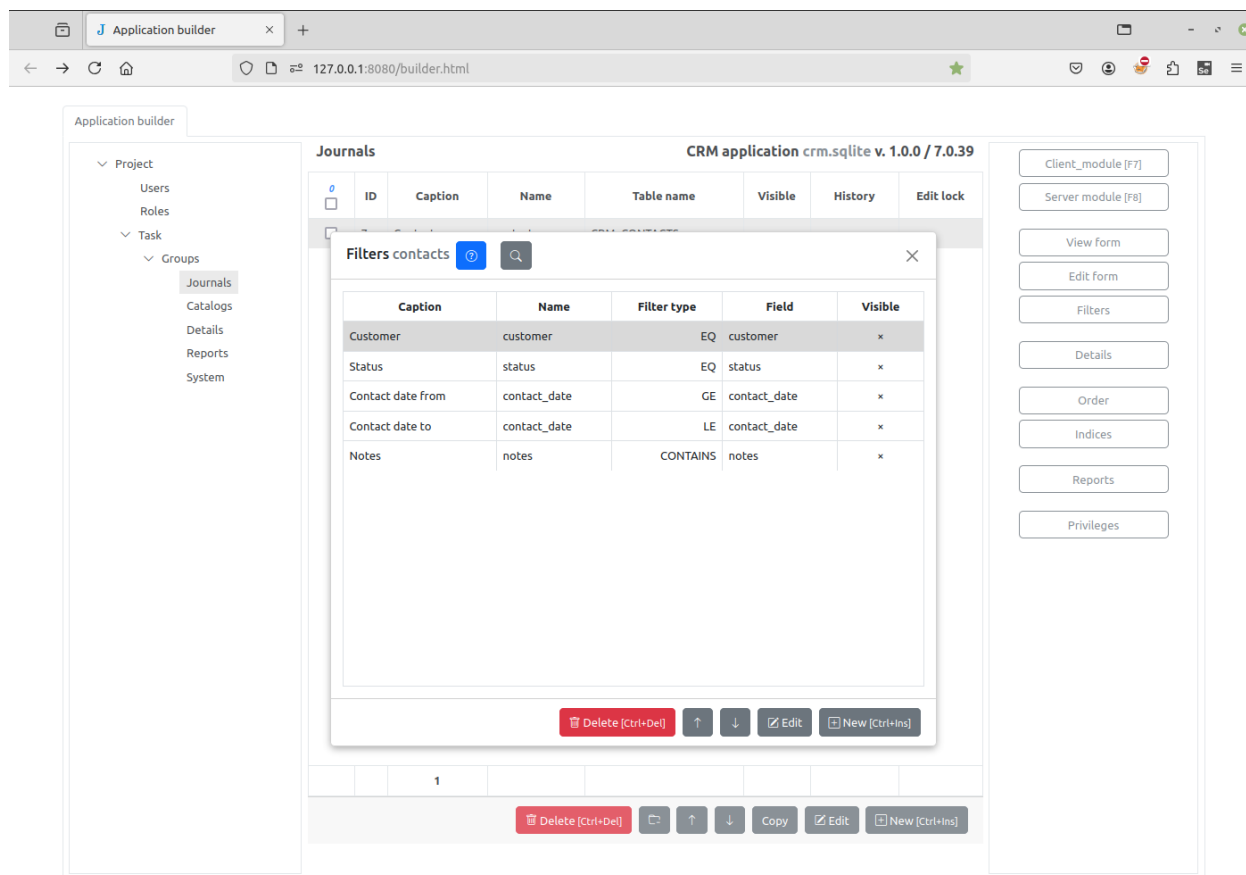 Application builder
127.0.0.1:8080/builder.html
Application builder
Project
Users
Roles
Task
Groups
Journals
Catalogs
Details
Reports
System
Journals
CRM application crm.sqlite v. 1.0.0 / 7.0.39
0
ID Caption Name Table name Visible History Edit lock
Filters contacts
Caption Name Filter type Field Visible
Customer customer EQ customer ×
Status status EQ status ×
Contact date from contact_date GE contact_date ×
Contact date to contact_date LE contact_date ×
Notes notes CONTAINS notes ×
Delete [Ctrl+Del] ↑ ↓ Edit New [Ctrl+Ins]
1
Delete [Ctrl+Del] ↑ ↓ Copy Edit New [Ctrl+Ins]
Client_module [F7]
Server module [F8]
View form
Edit form
Filters
Details
Order
Indices
Reports
Privileges